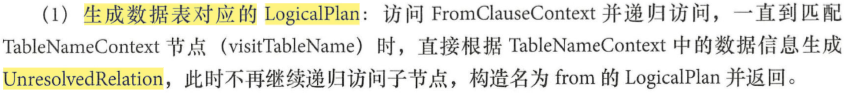 （1）生成数据表对应的 LogicalPlan：访问 FromClauseContext 并递归访问，一直到匹配
TableNameContext 节点（visitTableName）时，直接根据 TableNameContext 中的数据信息生成
UnresolvedRelation，此时不再继续递归访问子节点，构造名为 from 的 LogicalPlan 并返回。